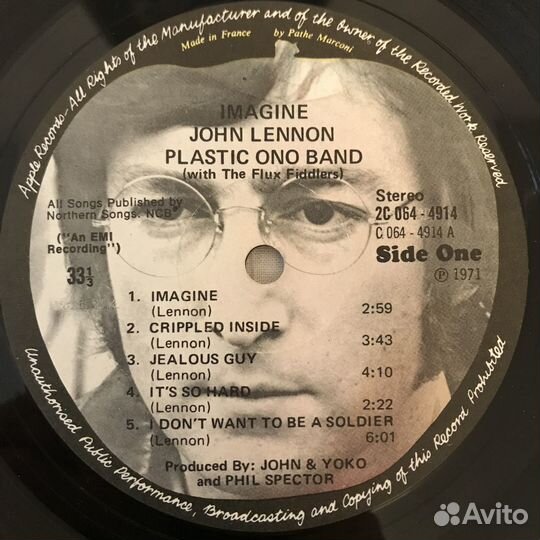 Apple Records-All Rights of the Manufacturer and of the Owner of the Recorded Work Reserved
Made in France by Pathe Marconi
IMAGINE
JOHN LENNON
PLASTIC ONO BAND
(with The Flux Fiddlers)
All Songs Published by
Northern Songs. NCB
("An EMI
Recording")
33 1/3
Stereo
2C 064 - 4914
C 064 - 4914 A
Side One
℗ 1971
1. IMAGINE
(Lennon) 2:59
2. CRIPPLED INSIDE
(Lennon) 3:43
3. JEALOUS GUY
(Lennon) 4:10
4. IT'S SO HARD
(Lennon) 2:22
5. I DON'T WANT TO BE A SOLDIER
(Lennon) 6:01
Produced By: JOHN & YOKO
and PHIL SPECTOR
Unauthorised Public Performance, Broadcasting and Copying of this Record Prohibited
Avito